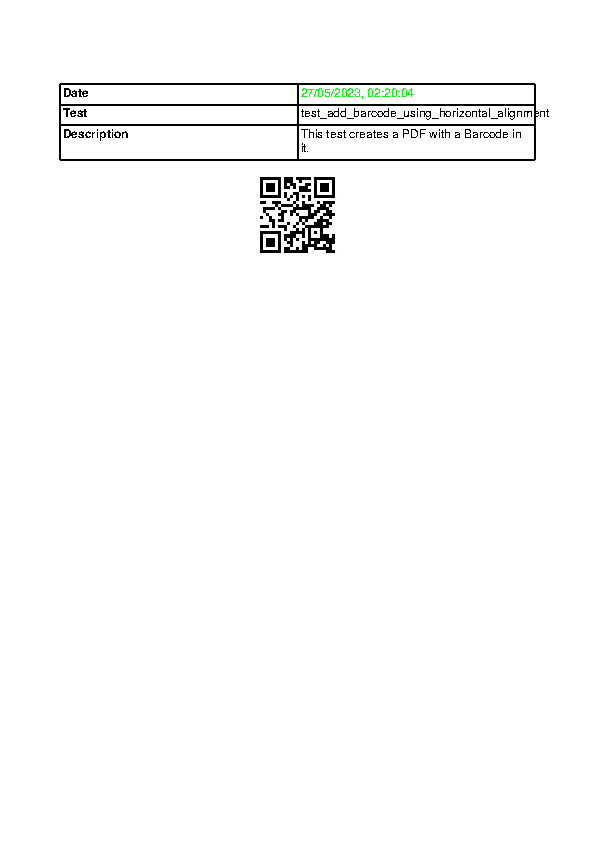 Date 27/05/2023, 02:20:04
Test test_add_barcode_using_horizontal_alignment
Description This test creates a PDF with a Barcode in
it.